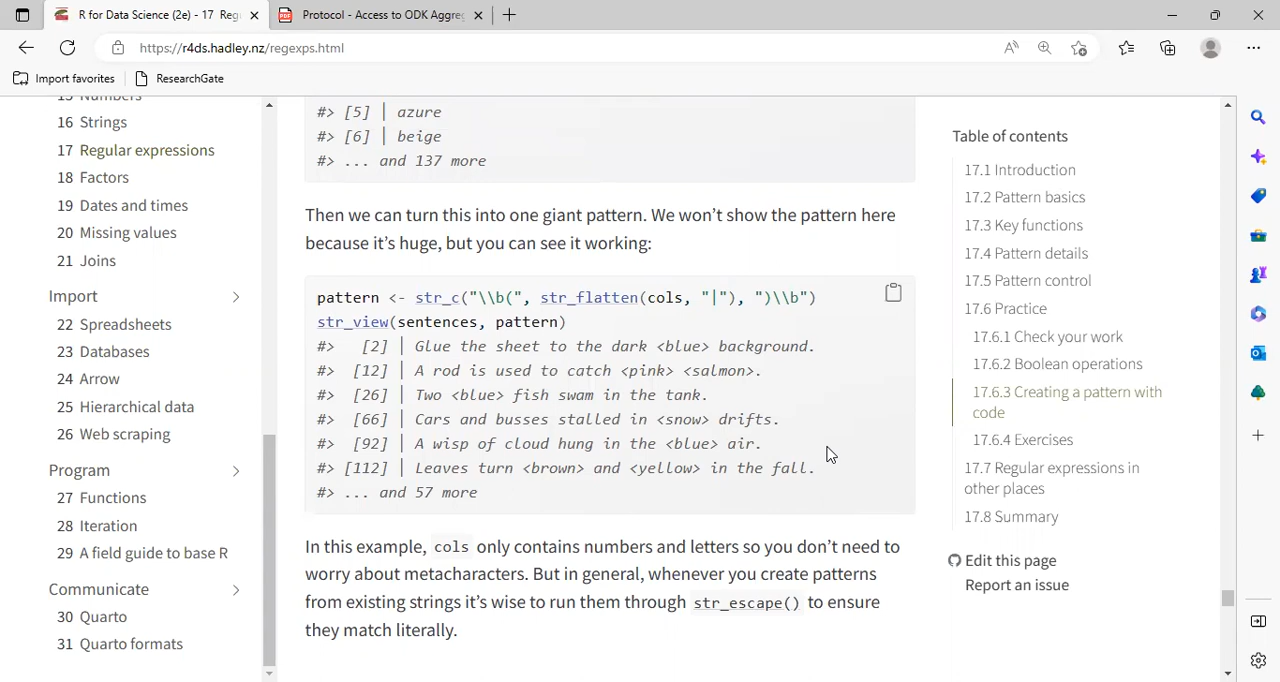 R for Data Science (2e) - 17 Reg
Protocol - Access to ODK Aggreg
https://r4ds.hadley.nz/regexps.html
Import favorites
ResearchGate
15 Numbers
16 Strings
17 Regular expressions
18 Factors
19 Dates and times
20 Missing values
21 Joins
Import
22 Spreadsheets
23 Databases
24 Arrow
25 Hierarchical data
26 Web scraping
Program
27 Functions
28 Iteration
29 A field guide to base R
Communicate
30 Quarto
31 Quarto formats
#> [5] │ azure
#> [6] │ beige
#> ... and 137 more
Then we can turn this into one giant pattern. We won’t show the pattern here
because it’s huge, but you can see it working:
pattern <- str_c("\\b(", str_flatten(cols, "|"), ")\\b")
str_view(sentences, pattern)
#>   [2] │ Glue the sheet to the dark <blue> background.
#>  [12] │ A rod is used to catch <pink> <salmon>.
#>  [26] │ Two <blue> fish swam in the tank.
#>  [66] │ Cars and busses stalled in <snow> drifts.
#>  [92] │ A wisp of cloud hung in the <blue> air.
#> [112] │ Leaves turn <brown> and <yellow> in the fall.
#> ... and 57 more
In this example, cols only contains numbers and letters so you don’t need to
worry about metacharacters. But in general, whenever you create patterns
from existing strings it’s wise to run them through str_escape() to ensure
they match literally.
Table of contents
17.1 Introduction
17.2 Pattern basics
17.3 Key functions
17.4 Pattern details
17.5 Pattern control
17.6 Practice
17.6.1 Check your work
17.6.2 Boolean operations
17.6.3 Creating a pattern with
code
17.6.4 Exercises
17.7 Regular expressions in
other places
17.8 Summary
Edit this page
Report an issue